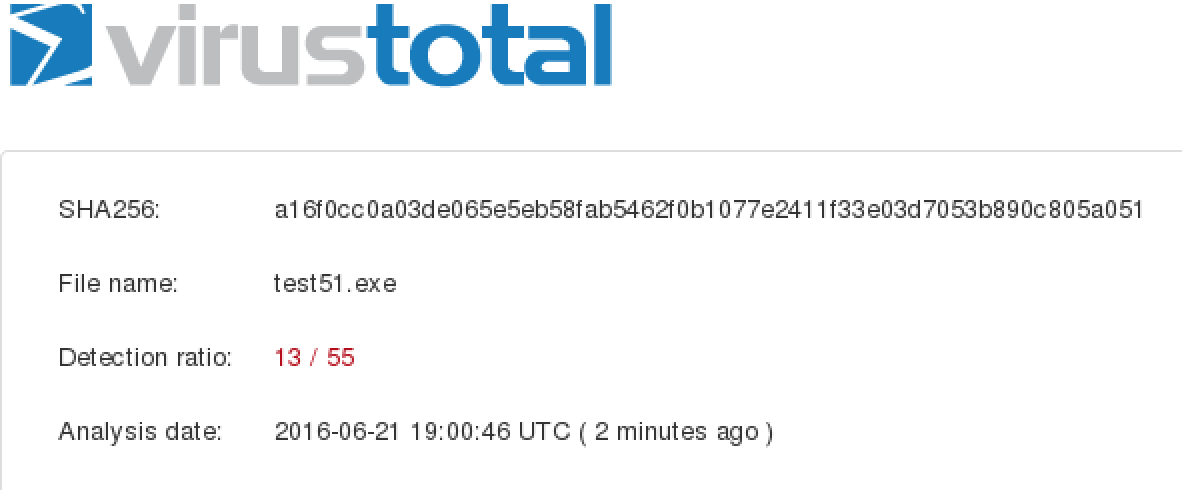 virustotal
SHA256: a16f0cc0a03de065e5eb58fab5462f0b1077e2411f33e03d7053b890c805a051
File name: test51.exe
Detection ratio: 13 / 55
Analysis date: 2016-06-21 19:00:46 UTC ( 2 minutes ago )